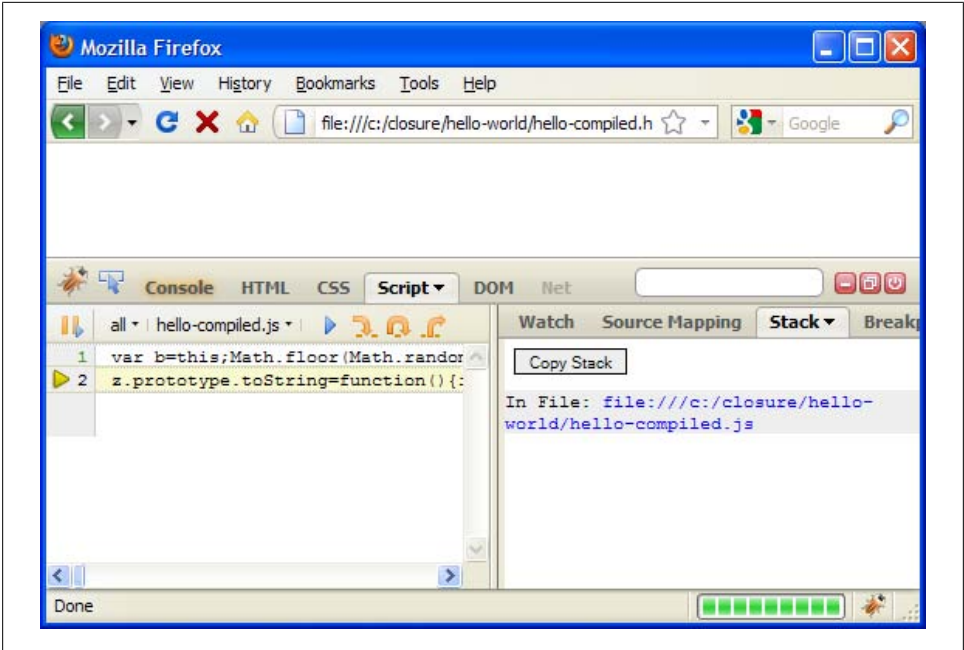 Mozilla Firefox
File Edit View History Bookmarks Tools Help
file:///c:/closure/hello-world/hello-compiled.h Google
Console HTML CSS Script DOM Net
all hello-compiled.js Watch Source Mapping Stack
1 var b=this;Math.floor(Math.random
2 z.prototype.toString=function(){
Copy Stack
In File: file:///c:/closure/hello-
world/hello-compiled.js
Done